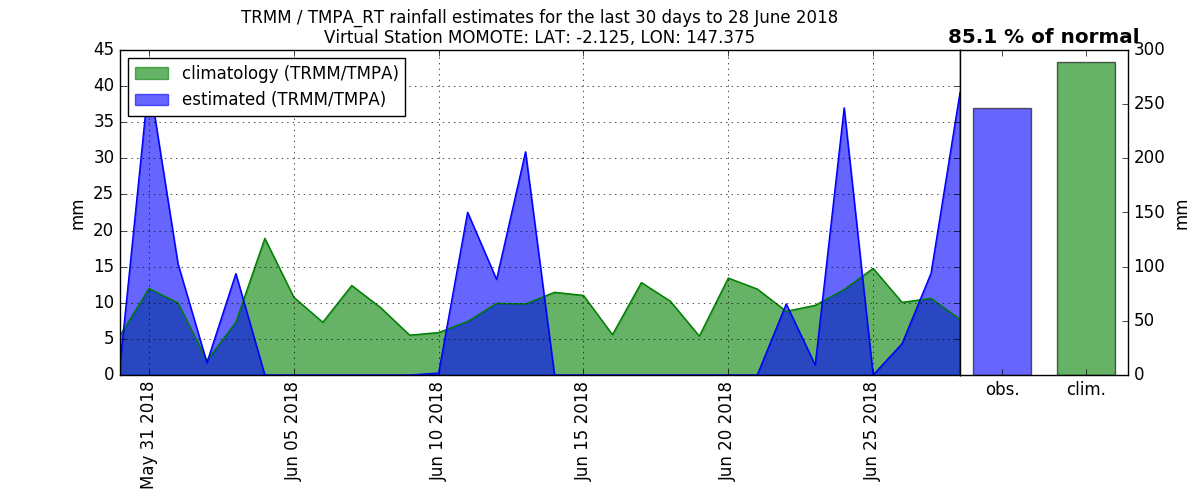 TRMM / TMPA_RT rainfall estimates for the last 30 days to 28 June 2018
Virtual Station MOMOTE: LAT: -2.125, LON: 147.375
85.1 % of normal
climatology (TRMM/TMPA)
estimated (TRMM/TMPA)
45
40
35
30
25
20
15
10
5
0
mm
May 31 2018
Jun 05 2018
Jun 10 2018
Jun 15 2018
Jun 20 2018
Jun 25 2018
300
250
200
150
100
50
0
mm
obs.
clim.